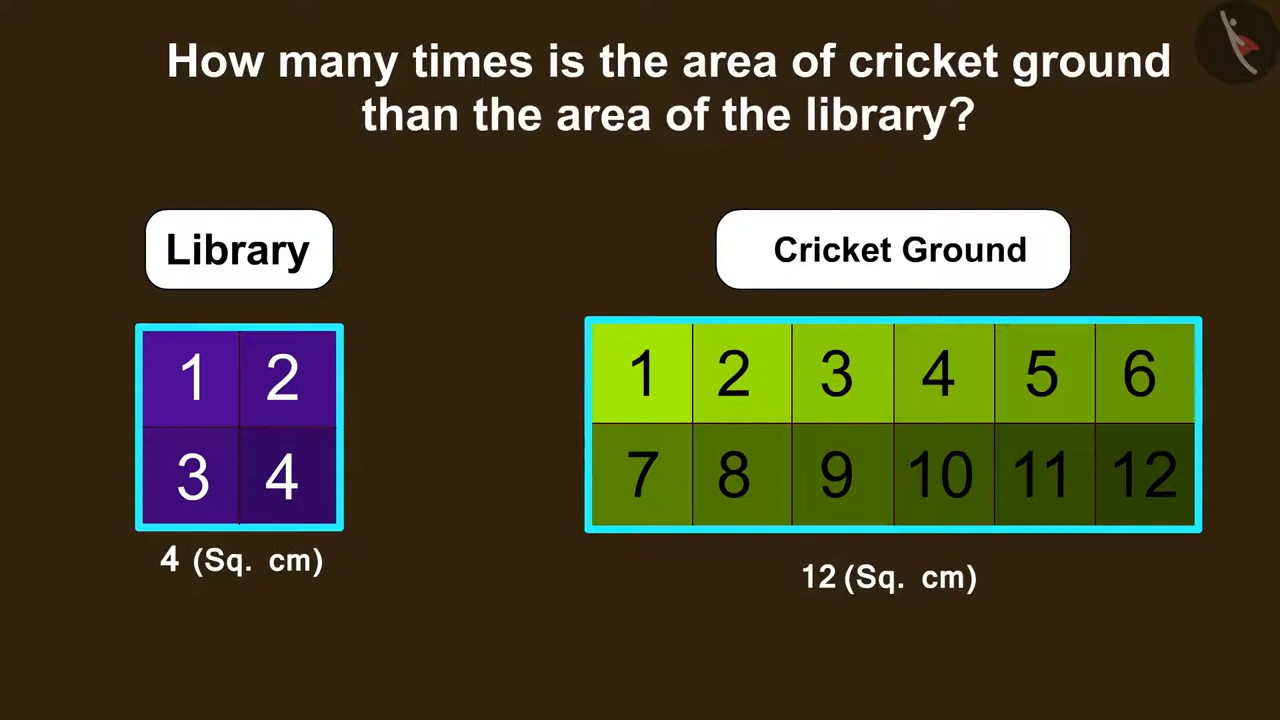 How many times is the area of cricket ground
than the area of the library?
Library
Cricket Ground
1 2
3 4
4 (Sq. cm)
1 2 3 4 5 6
7 8 9 10 11 12
12 (Sq. cm)